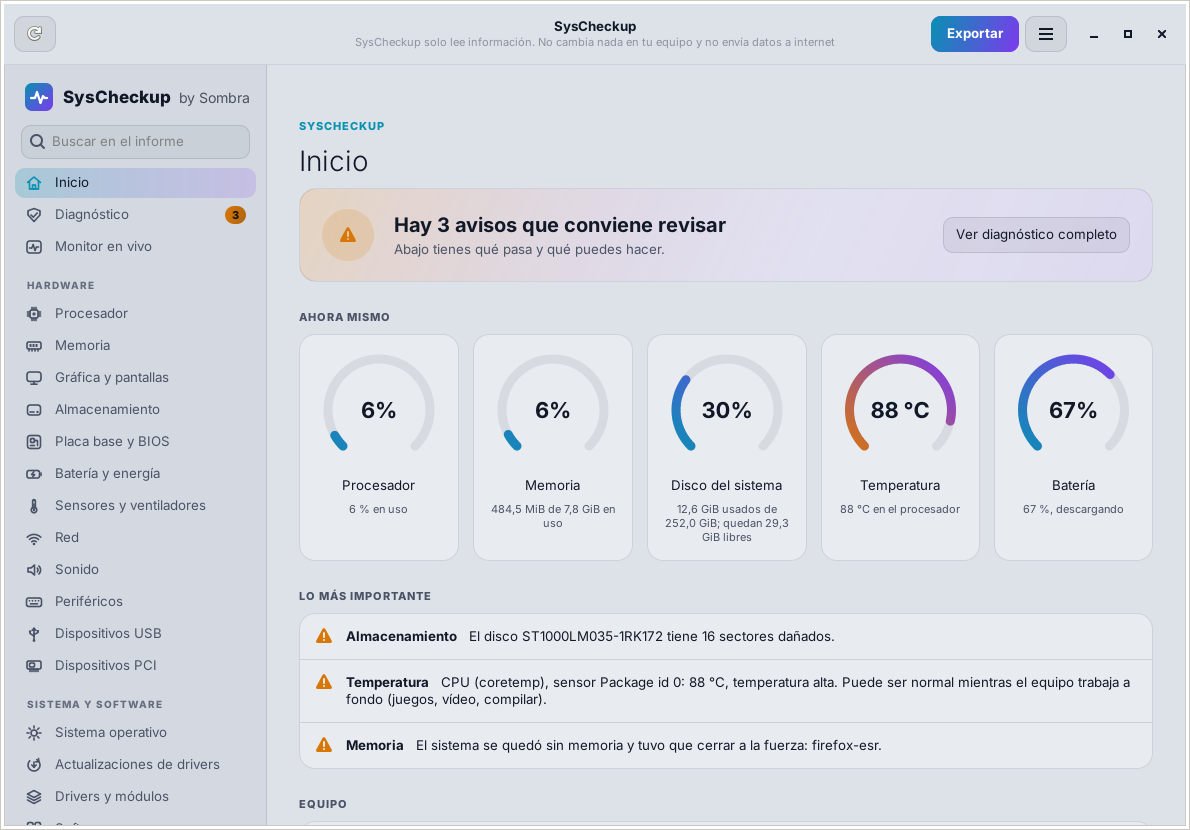 SysCheckup
SysCheckup solo lee información. No cambia nada en tu equipo y no envía datos a internet
Exportar
SysCheckup by Sombra
Buscar en el informe
Inicio
Diagnóstico 3
Monitor en vivo
HARDWARE
Procesador
Memoria
Gráfica y pantallas
Almacenamiento
Placa base y BIOS
Batería y energía
Sensores y ventiladores
Red
Sonido
Periféricos
Dispositivos USB
Dispositivos PCI
SISTEMA Y SOFTWARE
Sistema operativo
Actualizaciones de drivers
Drivers y módulos
SYSCHECKUP
Inicio
Hay 3 avisos que conviene revisar
Abajo tienes qué pasa y qué puedes hacer.
Ver diagnóstico completo
AHORA MISMO
6%
Procesador
6 % en uso
6%
Memoria
484,5 MiB de 7,8 GiB en
uso
30%
Disco del sistema
12,6 GiB usados de
252,0 GiB; quedan 29,3
GiB libres
88 °C
Temperatura
88 °C en el procesador
67%
Batería
67 %, descargando
LO MÁS IMPORTANTE
Almacenamiento El disco ST1000LM035-1RK172 tiene 16 sectores dañados.
Temperatura CPU (coretemp), sensor Package id 0: 88 °C, temperatura alta. Puede ser normal mientras el equipo trabaja a
fondo (juegos, vídeo, compilar).
Memoria El sistema se quedó sin memoria y tuvo que cerrar a la fuerza: firefox-esr.
EQUIPO